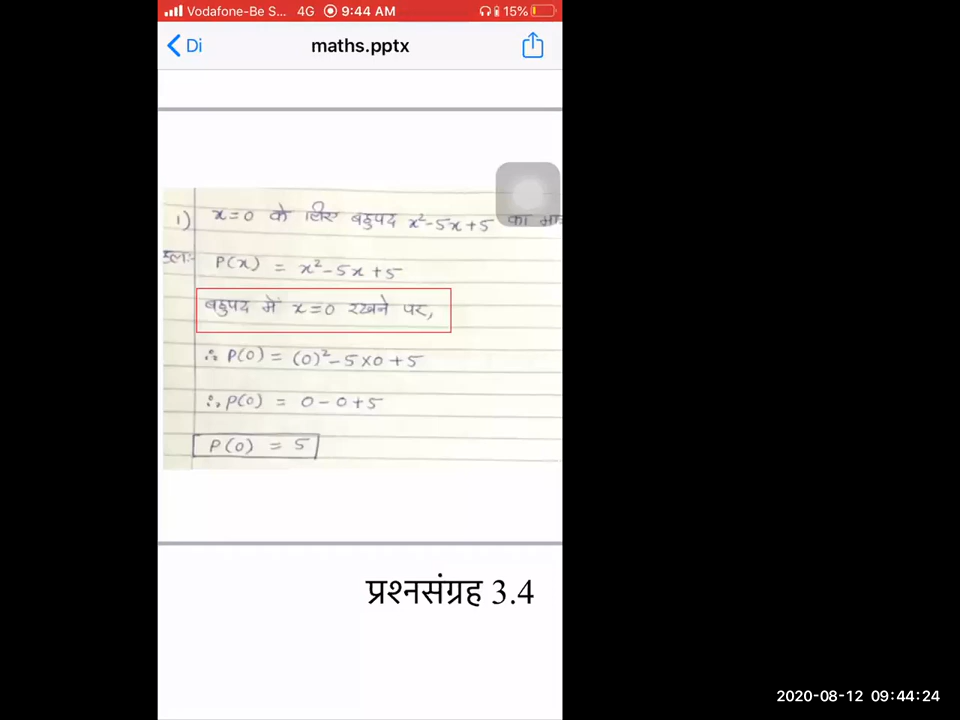 Vodafone-Be S... 4G 9:44 AM 15%
Di maths.pptx
1) x=0 के लिए बहुपद x²-5x+5 का
हलः- P(x) = x²-5x+5
बहुपद में x=0 रखने पर,
∴ P(0) = (0)²-5×0+5
∴ P(0) = 0-0+5
P(0) = 5
प्रश्नसंग्रह 3.4
2020-08-12 09:44:24